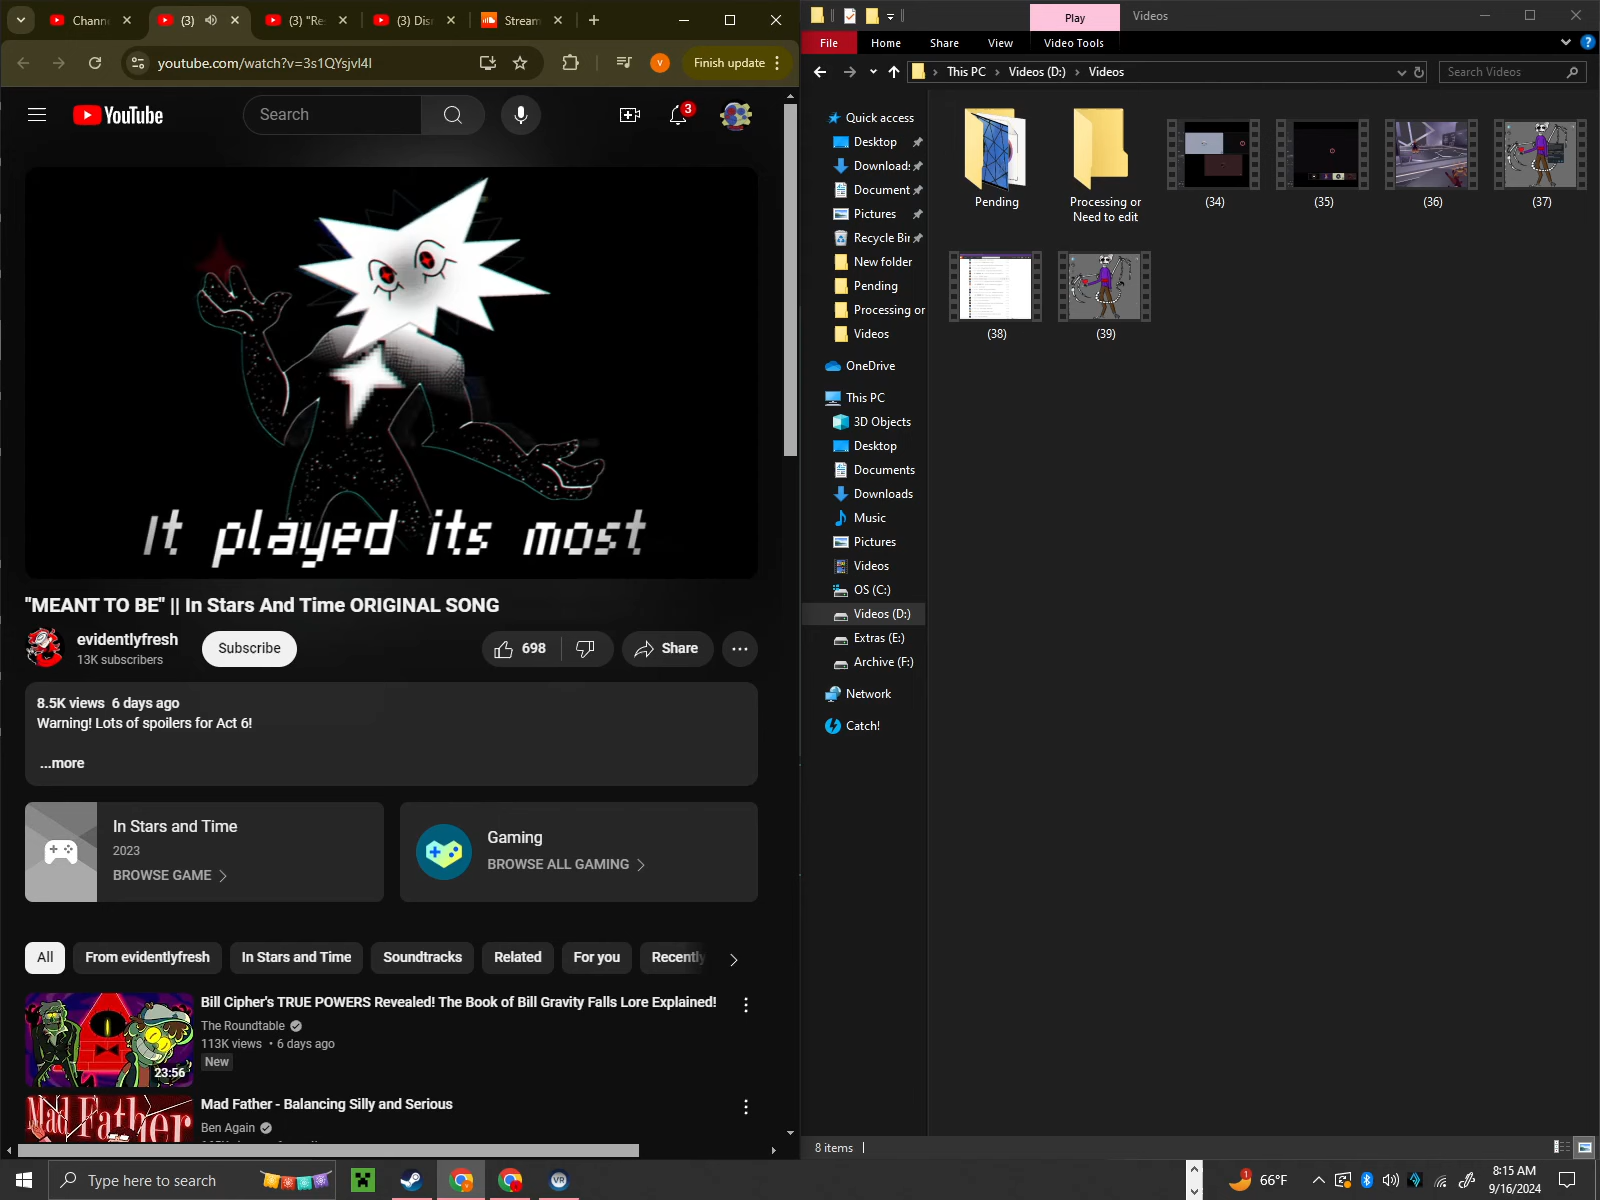 Chann
(3)
(3) "Re
(3) Dis
Stream
youtube.com/watch?v=3s1QYsjvl4I
V
Finish update
YouTube
Search
3
It played its most
"MEANT TO BE" || In Stars And Time ORIGINAL SONG
evidentlyfresh
13K subscribers
Subscribe
698
Share
8.5K views 6 days ago
Warning! Lots of spoilers for Act 6!
...more
In Stars and Time
2023
BROWSE GAME
Gaming
BROWSE ALL GAMING
All
From evidentlyfresh
In Stars and Time
Soundtracks
Related
For you
Recently
Bill Cipher's TRUE POWERS Revealed! The Book of Bill Gravity Falls Lore Explained!
The Roundtable
113K views • 6 days ago
New
23:56
Mad Father
Mad Father - Balancing Silly and Serious
Ben Again
Play
Videos
File
Home
Share
View
Video Tools
This PC
Videos (D:)
Videos
Search Videos
Quick access
Desktop
Downloads
Document
Pictures
Recycle Bin
New folder
Pending
Processing or
Videos
OneDrive
This PC
3D Objects
Desktop
Documents
Downloads
Music
Pictures
Videos
OS (C:)
Videos (D:)
Extras (E:)
Archive (F:)
Network
Catch!
Pending
Processing or
Need to edit
(34)
(35)
(36)
(37)
(38)
(39)
8 items
Type here to search
VR
1
66°F
8:15 AM
9/16/2024